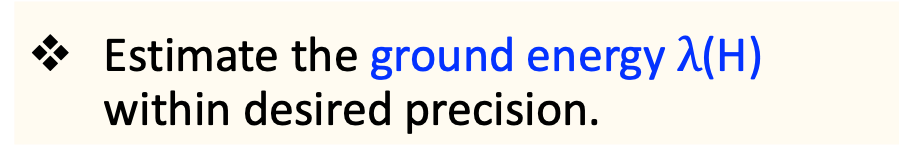 ❖ Estimate the ground energy λ(H)
within desired precision.